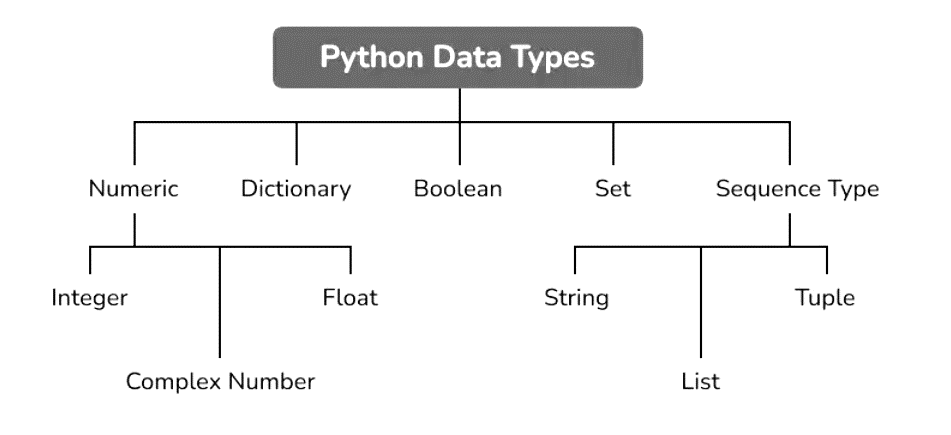 Python Data Types
Numeric
Dictionary
Boolean
Set
Sequence Type
Integer
Float
String
Tuple
Complex Number
List